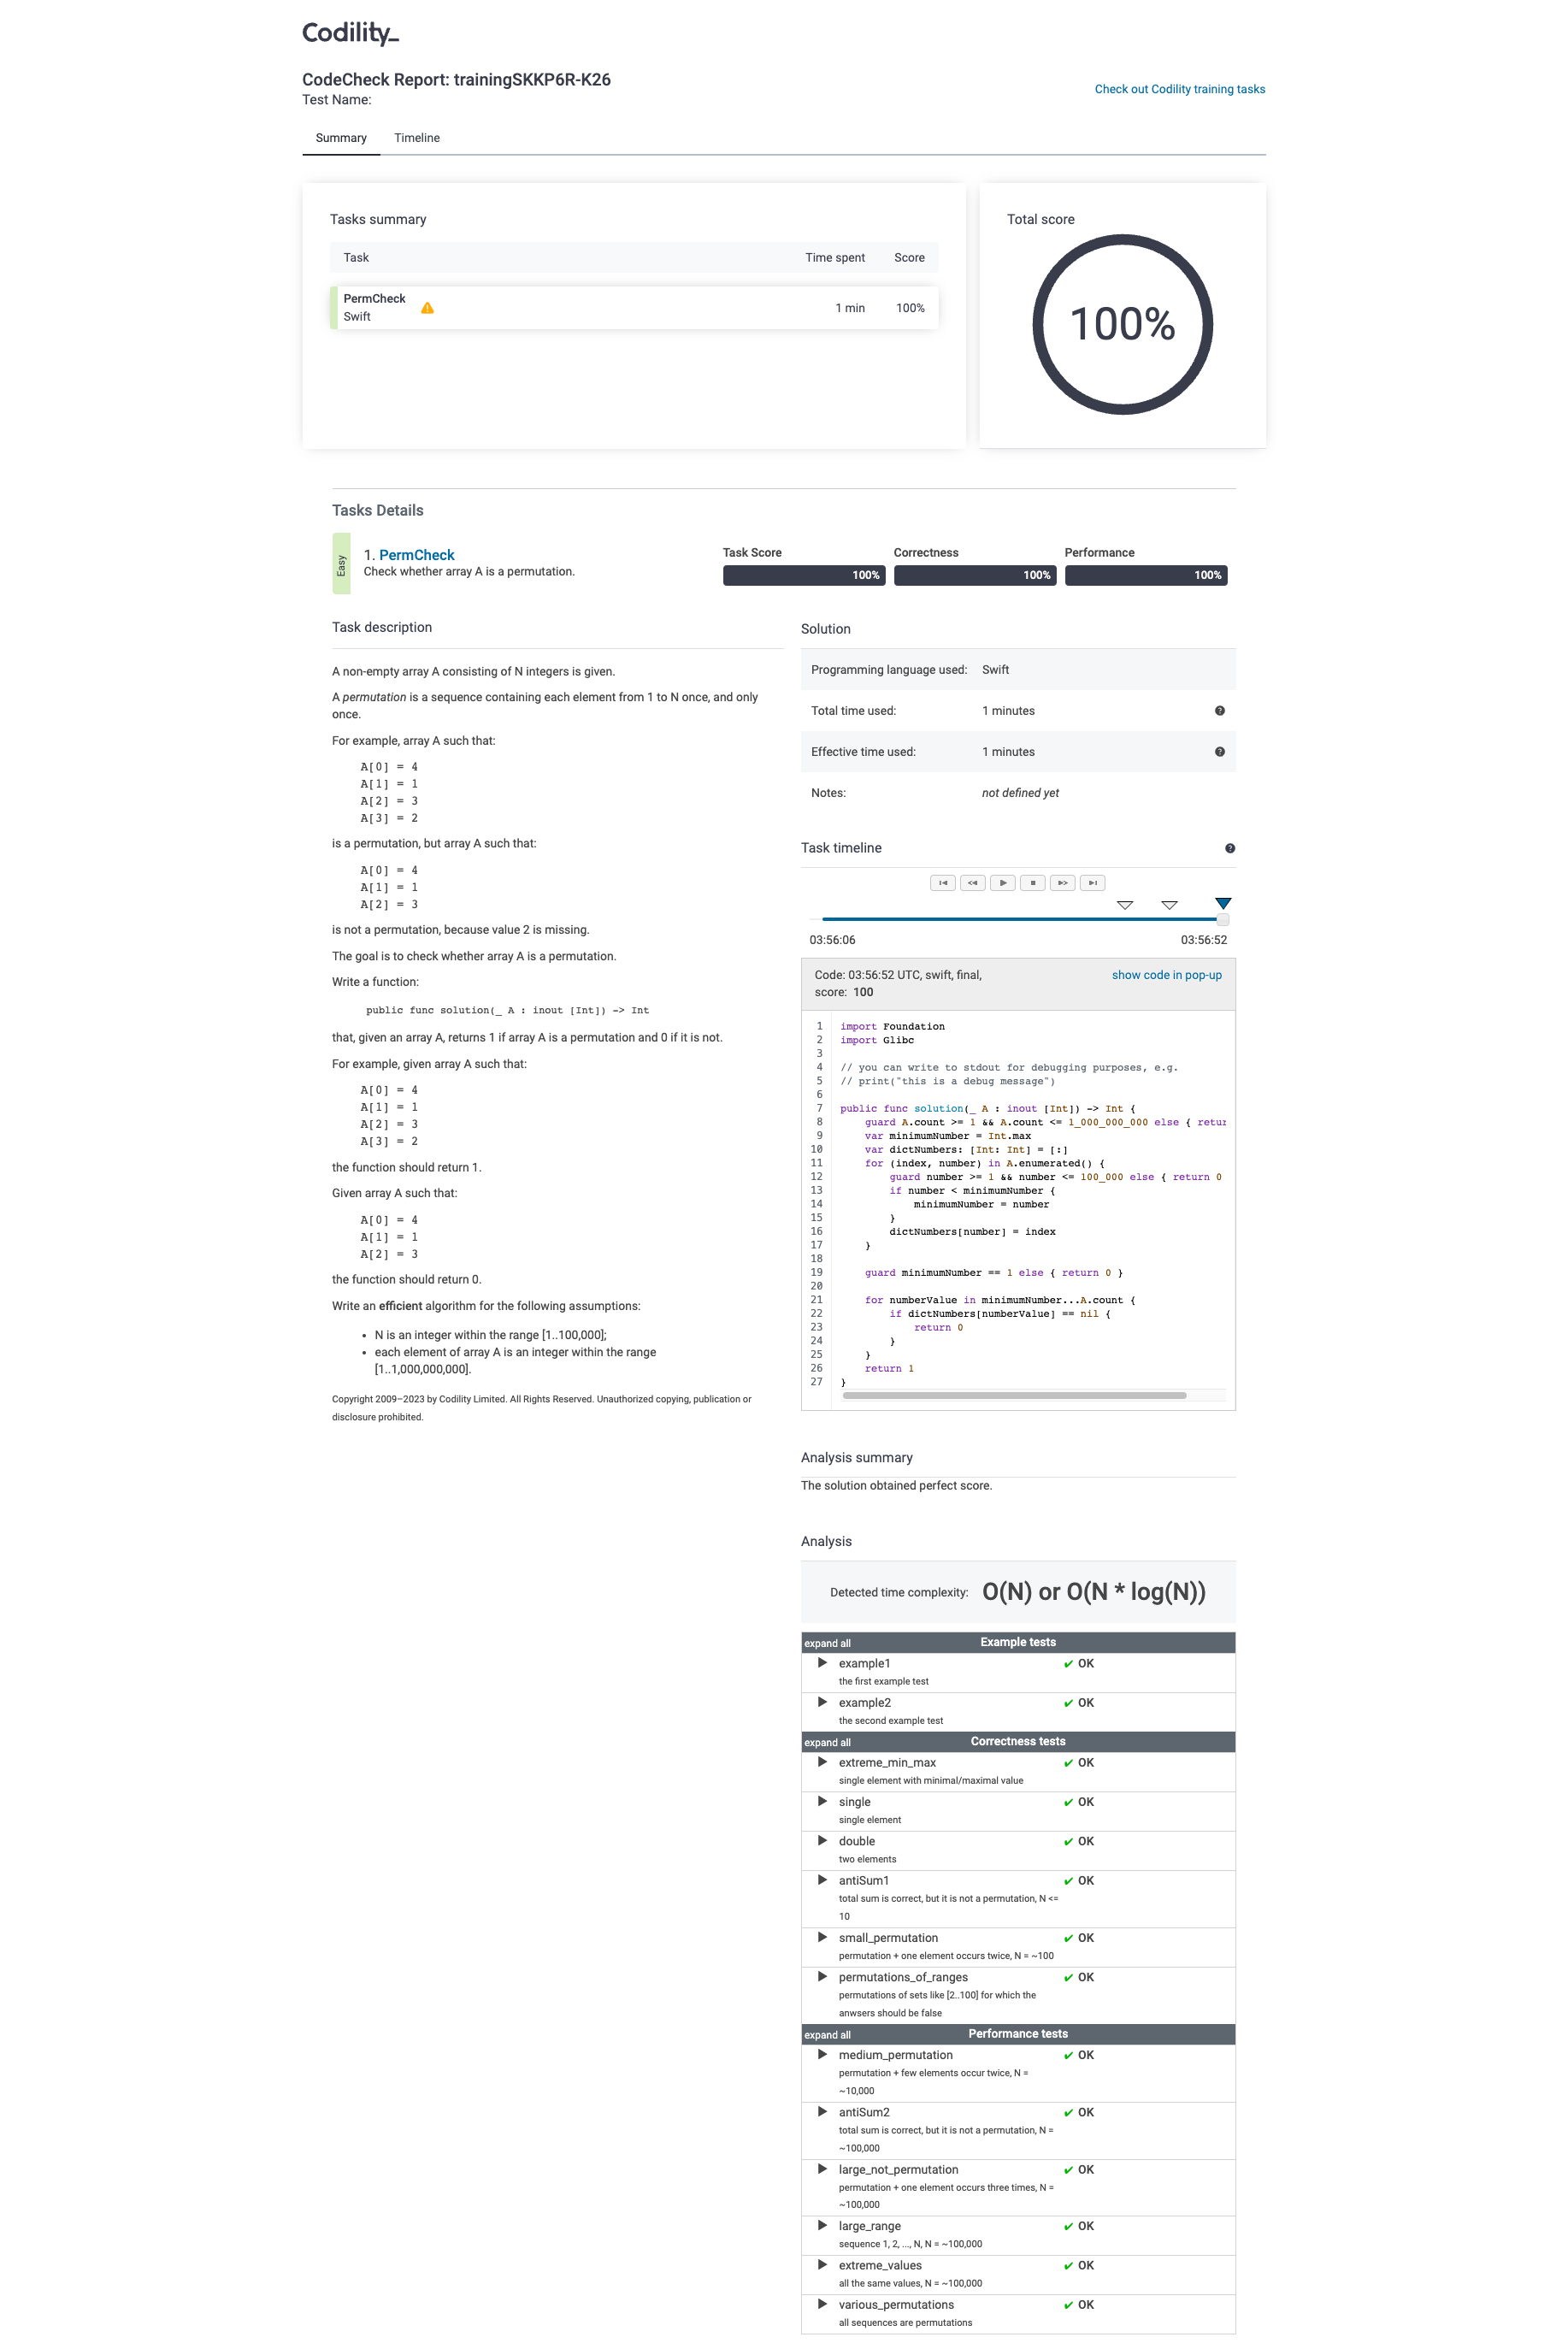 Codility_
CodeCheck Report: trainingSKKP6R-K26
Test Name:
Check out Codility training tasks
Summary Timeline
Tasks summary
Task Time spent Score
PermCheck
Swift
1 min 100%
Total score
100%
Tasks Details
Easy
1. PermCheck
Check whether array A is a permutation.
Task Score Correctness Performance
100% 100% 100%
Task description
A non-empty array A consisting of N integers is given.
A permutation is a sequence containing each element from 1 to N once, and only
once.
For example, array A such that:
A[0] = 4
A[1] = 1
A[2] = 3
A[3] = 2
is a permutation, but array A such that:
A[0] = 4
A[1] = 1
A[2] = 3
is not a permutation, because value 2 is missing.
The goal is to check whether array A is a permutation.
Write a function:
public func solution(_ A : inout [Int]) -> Int
that, given an array A, returns 1 if array A is a permutation and 0 if it is not.
For example, given array A such that:
A[0] = 4
A[1] = 1
A[2] = 3
A[3] = 2
the function should return 1.
Given array A such that:
A[0] = 4
A[1] = 1
A[2] = 3
the function should return 0.
Write an efficient algorithm for the following assumptions:
• N is an integer within the range [1..100,000];
• each element of array A is an integer within the range
[1..1,000,000,000].
Copyright 2009–2023 by Codility Limited. All Rights Reserved. Unauthorized copying, publication or
disclosure prohibited.
Solution
Programming language used: Swift
Total time used: 1 minutes
Effective time used: 1 minutes
Notes: not defined yet
Task timeline
03:56:06 03:56:52
Code: 03:56:52 UTC, swift, final,
score: 100
show code in pop-up
1 import Foundation
2 import Glibc
3
4 // you can write to stdout for debugging purposes, e.g.
5 // print("this is a debug message")
6
7 public func solution(_ A : inout [Int]) -> Int {
8 guard A.count >= 1 && A.count <= 1_000_000_000 else { retur
9 var minimumNumber = Int.max
10 var dictNumbers: [Int: Int] = [:]
11 for (index, number) in A.enumerated() {
12 guard number >= 1 && number <= 100_000 else { return 0
13 if number < minimumNumber {
14 minimumNumber = number
15 }
16 dictNumbers[number] = index
17 }
18
19 guard minimumNumber == 1 else { return 0 }
20
21 for numberValue in minimumNumber...A.count {
22 if dictNumbers[numberValue] == nil {
23 return 0
24 }
25 }
26 return 1
27 }
Analysis summary
The solution obtained perfect score.
Analysis
Detected time complexity: O(N) or O(N * log(N))
expand all Example tests
example1 ✔ OK
the first example test
example2 ✔ OK
the second example test
expand all Correctness tests
extreme_min_max ✔ OK
single element with minimal/maximal value
single ✔ OK
single element
double ✔ OK
two elements
antiSum1 ✔ OK
total sum is correct, but it is not a permutation, N <=
10
small_permutation ✔ OK
permutation + one element occurs twice, N = ~100
permutations_of_ranges ✔ OK
permutations of sets like [2..100] for which the
anwsers should be false
expand all Performance tests
medium_permutation ✔ OK
permutation + few elements occur twice, N =
~10,000
antiSum2 ✔ OK
total sum is correct, but it is not a permutation, N =
~100,000
large_not_permutation ✔ OK
permutation + one element occurs three times, N =
~100,000
large_range ✔ OK
sequence 1, 2, ..., N, N = ~100,000
extreme_values ✔ OK
all the same values, N = ~100,000
various_permutations ✔ OK
all sequences are permutations